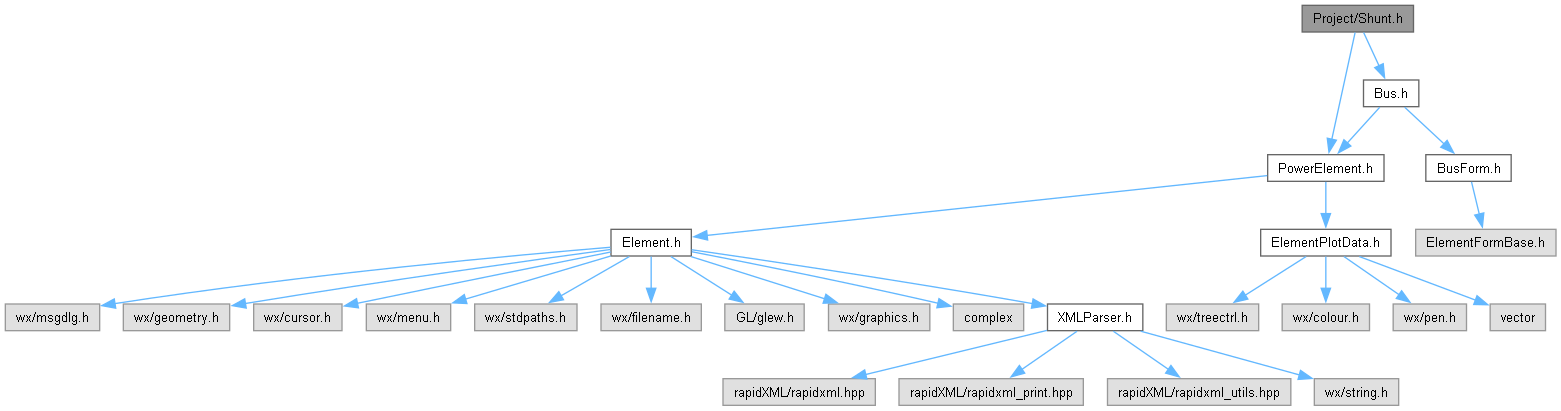 Project/Shunt.h
Bus.h
PowerElement.h
BusForm.h
Element.h
ElementPlotData.h
ElementFormBase.h
wx/msgdlg.h
wx/geometry.h
wx/cursor.h
wx/menu.h
wx/stdpaths.h
wx/filename.h
GL/glew.h
wx/graphics.h
complex
XMLParser.h
wx/treectrl.h
wx/colour.h
wx/pen.h
vector
rapidXML/rapidxml.hpp
rapidXML/rapidxml_print.hpp
rapidXML/rapidxml_utils.hpp
wx/string.h